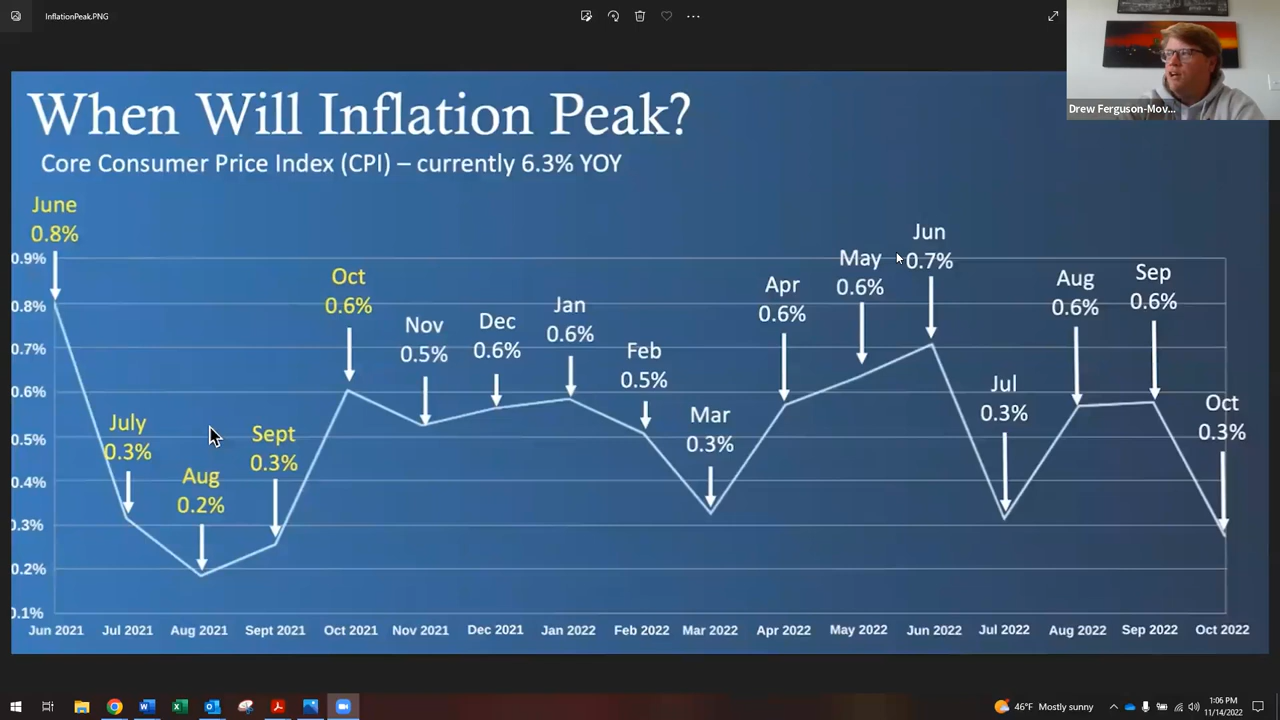 InflationPeak.PNG
Drew Ferguson-Mov...
When Will Inflation Peak?
Core Consumer Price Index (CPI) – currently 6.3% YOY
June
0.8%
July
0.3%
Aug
0.2%
Sept
0.3%
Oct
0.6%
Nov
0.5%
Dec
0.6%
Jan
0.6%
Feb
0.5%
Mar
0.3%
Apr
0.6%
May
0.6%
Jun
0.7%
Jul
0.3%
Aug
0.6%
Sep
0.6%
Oct
0.3%
0.9%
0.8%
0.7%
0.6%
0.5%
0.4%
0.3%
0.2%
0.1%
Jun 2021 Jul 2021 Aug 2021 Sept 2021 Oct 2021 Nov 2021 Dec 2021 Jan 2022 Feb 2022 Mar 2022 Apr 2022 May 2022 Jun 2022 Jul 2022 Aug 2022 Sep 2022 Oct 2022
46°F Mostly sunny
1:06 PM
11/14/2022